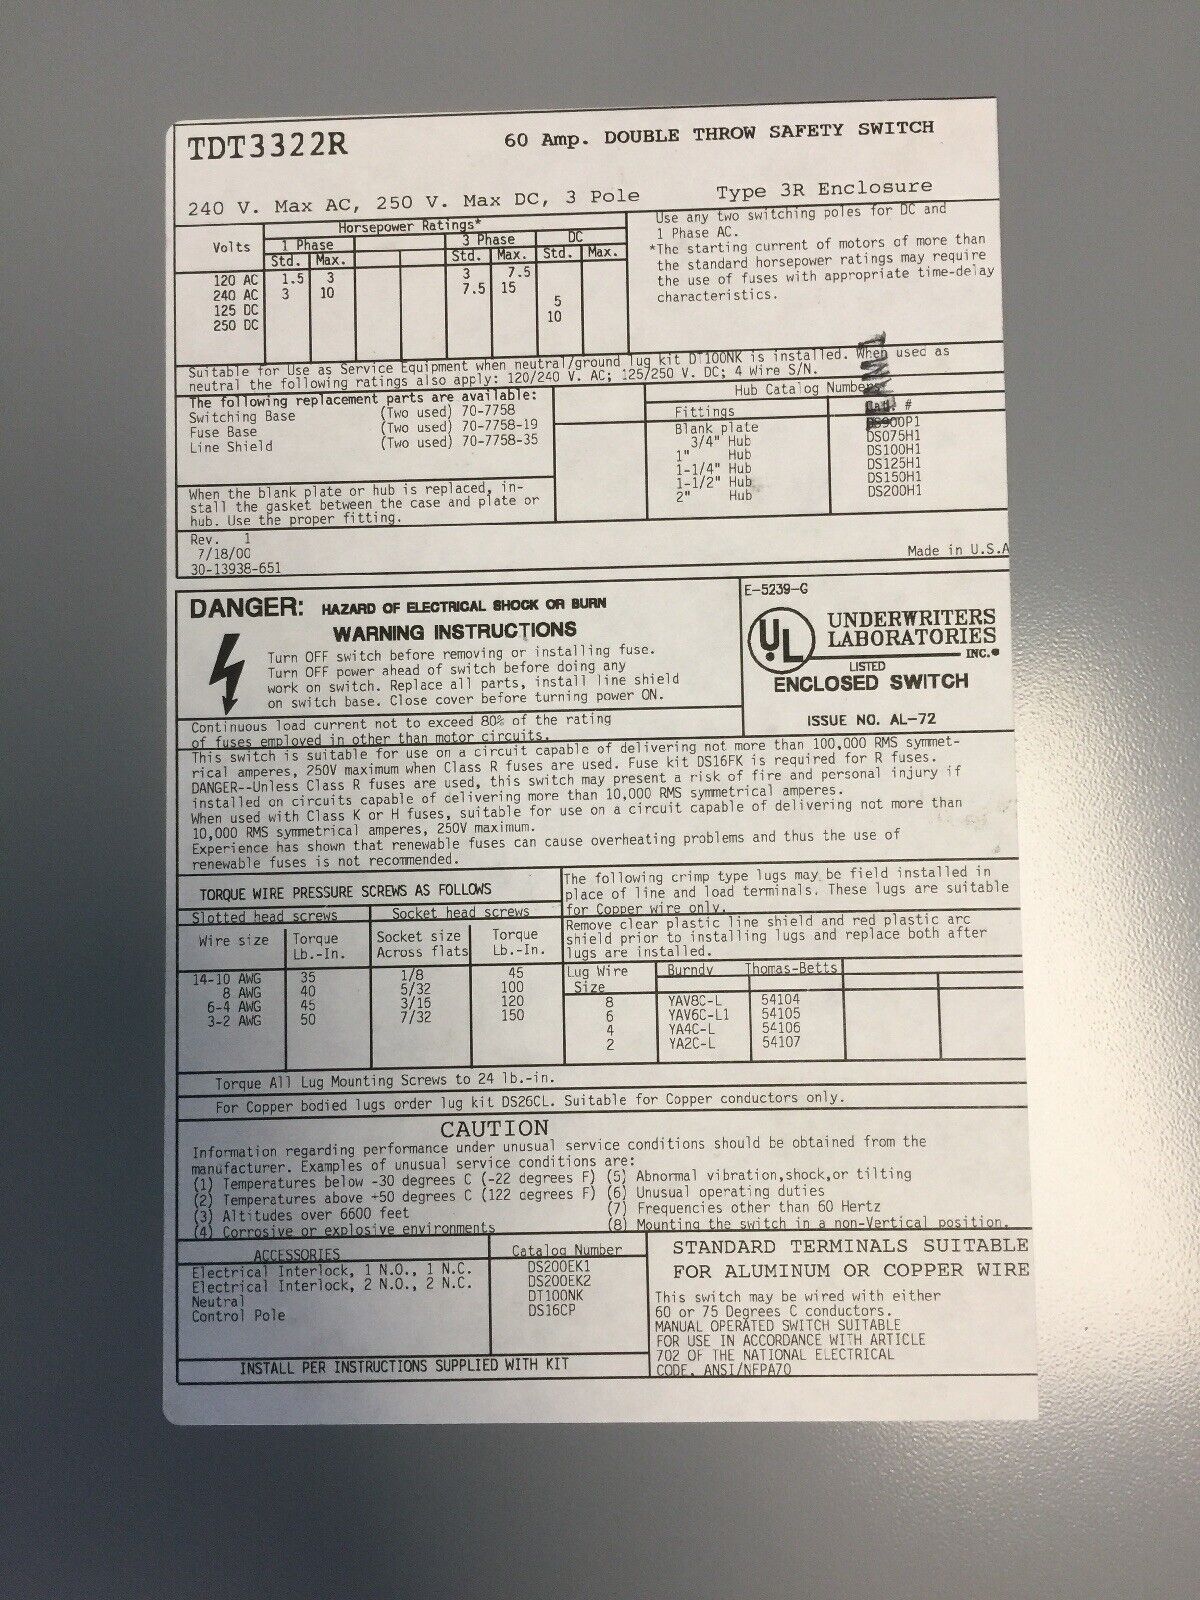 TDT3322R
60 Amp. DOUBLE THROW SAFETY SWITCH
240 V. Max AC, 250 V. Max DC, 3 Pole
Type 3R Enclosure
Horsepower Ratings*
Volts
1 Phase
3 Phase
DC
Std. Max.
Std. Max. Std. Max.
120 AC 1.5 3 3 7.5
240 AC 3 10 7.5 15
125 DC 5
250 DC 10
Use any two switching poles for DC and
1 Phase AC.
*The starting current of motors of more than
the standard horsepower ratings may require
the use of fuses with appropriate time-delay
characteristics.
Suitable for Use as Service Equipment when neutral/ground lug kit DT100NK is installed. When used as
neutral the following ratings also apply: 120/240 V. AC; 125/250 V. DC; 4 Wire S/N.
The following replacement parts are available:
Switching Base (Two used) 70-7758
Fuse Base (Two used) 70-7758-19
Line Shield (Two used) 70-7758-35
When the blank plate or hub is replaced, in-
stall the gasket between the case and plate or
hub. Use the proper fitting.
Hub Catalog Numbers
Fittings #
Blank plate
3/4" Hub DS075H1
1" Hub DS100H1
1-1/4" Hub DS125H1
1-1/2" Hub DS150H1
2" Hub DS200H1
Rev. 1
7/18/00
30-13938-651
Made in U.S.A
DANGER: HAZARD OF ELECTRICAL SHOCK OR BURN
WARNING INSTRUCTIONS
Turn OFF switch before removing or installing fuse.
Turn OFF power ahead of switch before doing any
work on switch. Replace all parts, install line shield
on switch base. Close cover before turning power ON.
E-5239-G
UL
UNDERWRITERS
LABORATORIES
INC.®
LISTED
ENCLOSED SWITCH
ISSUE NO. AL-72
Continuous load current not to exceed 80% of the rating
of fuses employed in other than motor circuits.
This switch is suitable for use on a circuit capable of delivering not more than 100,000 RMS symmet-
rical amperes, 250V maximum when Class R fuses are used. Fuse kit DS16FK is required for R fuses.
DANGER--Unless Class R fuses are used, this switch may present a risk of fire and personal injury if
installed on circuits capable of delivering more than 10,000 RMS symmetrical amperes.
When used with Class K or H fuses, suitable for use on a circuit capable of delivering not more than
10,000 RMS symmetrical amperes, 250V maximum.
Experience has shown that renewable fuses can cause overheating problems and thus the use of
renewable fuses is not recommended.
TORQUE WIRE PRESSURE SCREWS AS FOLLOWS
Slotted head screws Socket head screws
Wire size Torque Socket size Torque
Lb.-In. Across flats Lb.-In.
14-10 AWG 35 1/8 45
8 AWG 40 5/32 100
6-4 AWG 45 3/16 120
3-2 AWG 50 7/32 150
The following crimp type lugs may be field installed in
place of line and load terminals. These lugs are suitable
for Copper wire only.
Remove clear plastic line shield and red plastic arc
shield prior to installing lugs and replace both after
lugs are installed.
Lug Wire Burndy Thomas-Betts
Size
8 YAV8C-L 54104
6 YAV6C-L1 54105
4 YA4C-L 54106
2 YA2C-L 54107
Torque All Lug Mounting Screws to 24 lb.-in.
For Copper bodied lugs order lug kit DS26CL. Suitable for Copper conductors only.
CAUTION
Information regarding performance under unusual service conditions should be obtained from the
manufacturer. Examples of unusual service conditions are:
(1) Temperatures below -30 degrees C (-22 degrees F) (5) Abnormal vibration,shock,or tilting
(2) Temperatures above +50 degrees C (122 degrees F) (6) Unusual operating duties
(3) Altitudes over 6600 feet (7) Frequencies other than 60 Hertz
(4) Corrosive or explosive environments (8) Mounting the switch in a non-Vertical position.
ACCESSORIES Catalog Number
Electrical Interlock, 1 N.O., 1 N.C. DS200EK1
Electrical Interlock, 2 N.O., 2 N.C. DS200EK2
Neutral DT100NK
Control Pole DS16CP
INSTALL PER INSTRUCTIONS SUPPLIED WITH KIT
STANDARD TERMINALS SUITABLE
FOR ALUMINUM OR COPPER WIRE
This switch may be wired with either
60 or 75 Degrees C conductors.
MANUAL OPERATED SWITCH SUITABLE
FOR USE IN ACCORDANCE WITH ARTICLE
702 OF THE NATIONAL ELECTRICAL
CODE, ANSI/NFPA70